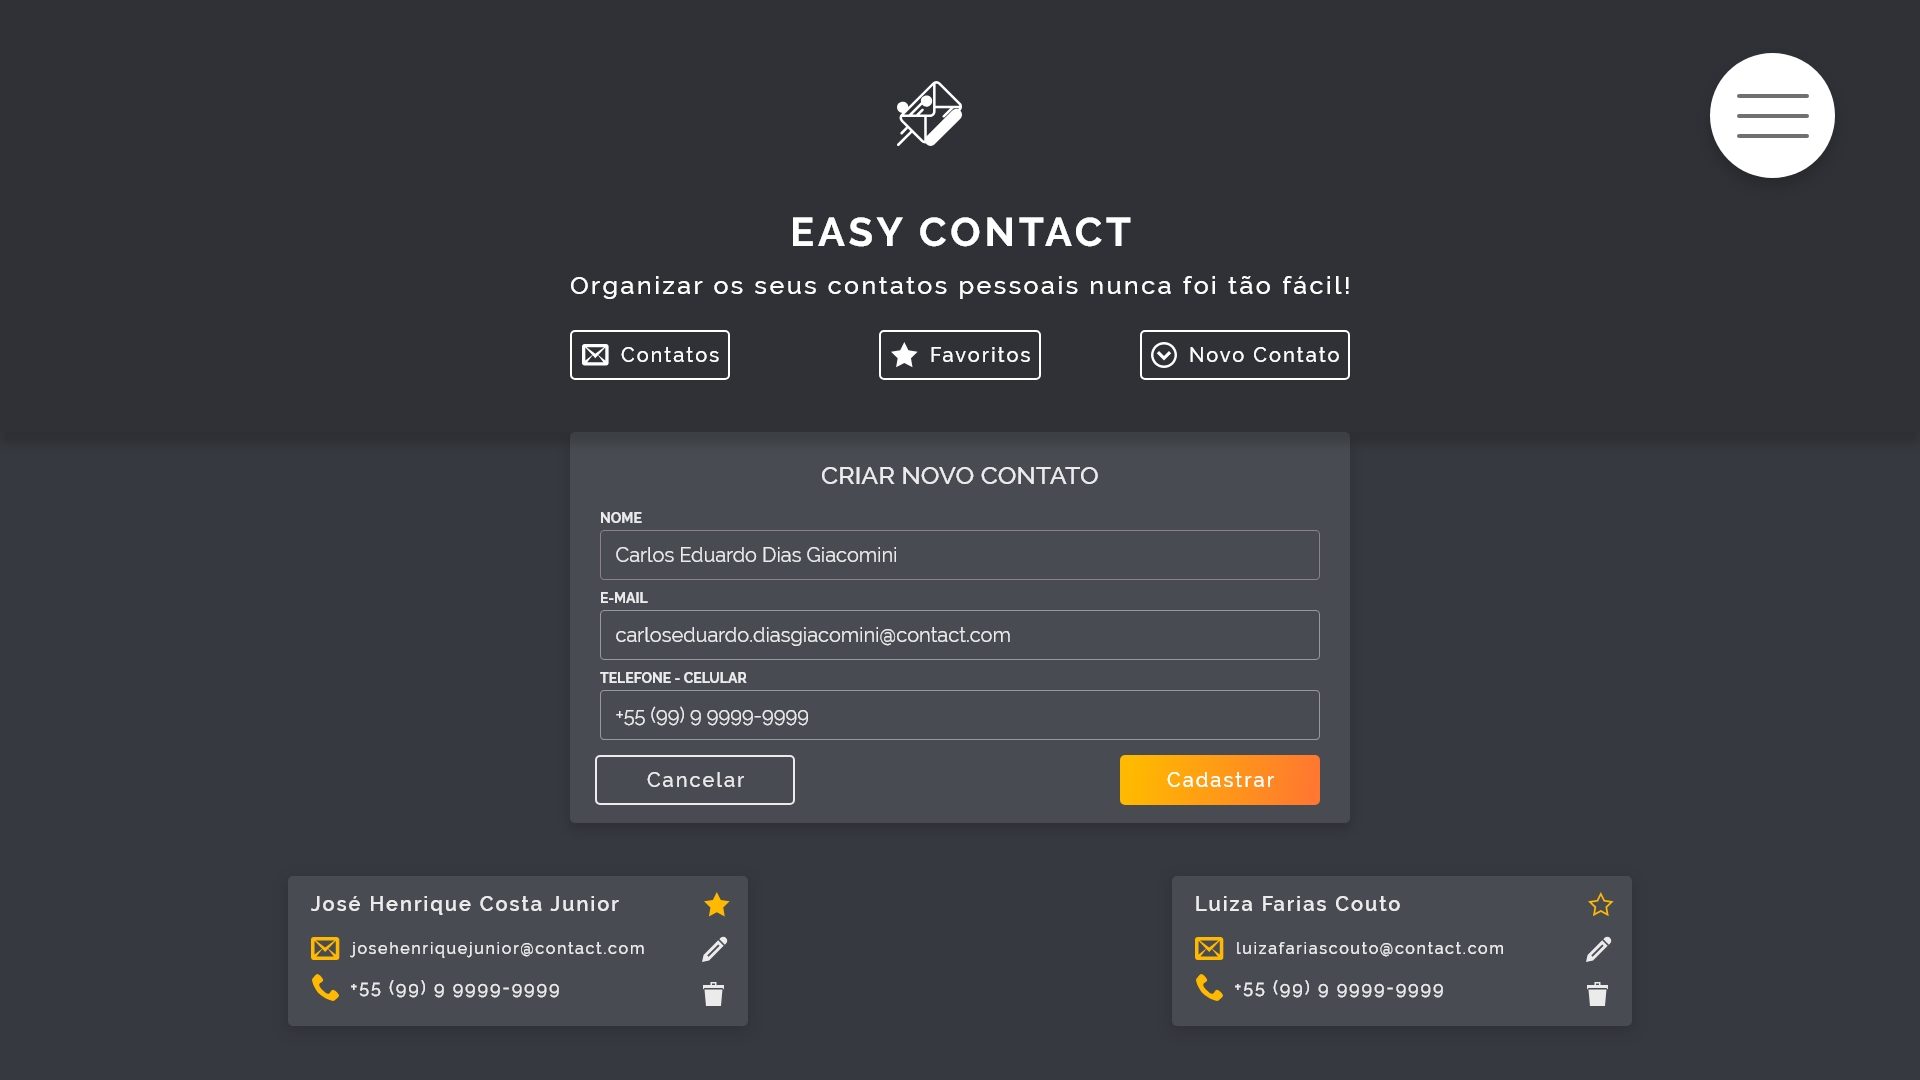 EASY CONTACT
Organizar os seus contatos pessoais nunca foi tão fácil!
Contatos
Favoritos
Novo Contato
CRIAR NOVO CONTATO
NOME
Carlos Eduardo Dias Giacomini
E-MAIL
carloseduardo.diasgiacomini@contact.com
TELEFONE - CELULAR
+55 (99) 9 9999-9999
Cancelar
Cadastrar
José Henrique Costa Junior
josehenriquejunior@contact.com
+55 (99) 9 9999-9999
Luiza Farias Couto
luizafariascouto@contact.com
+55 (99) 9 9999-9999